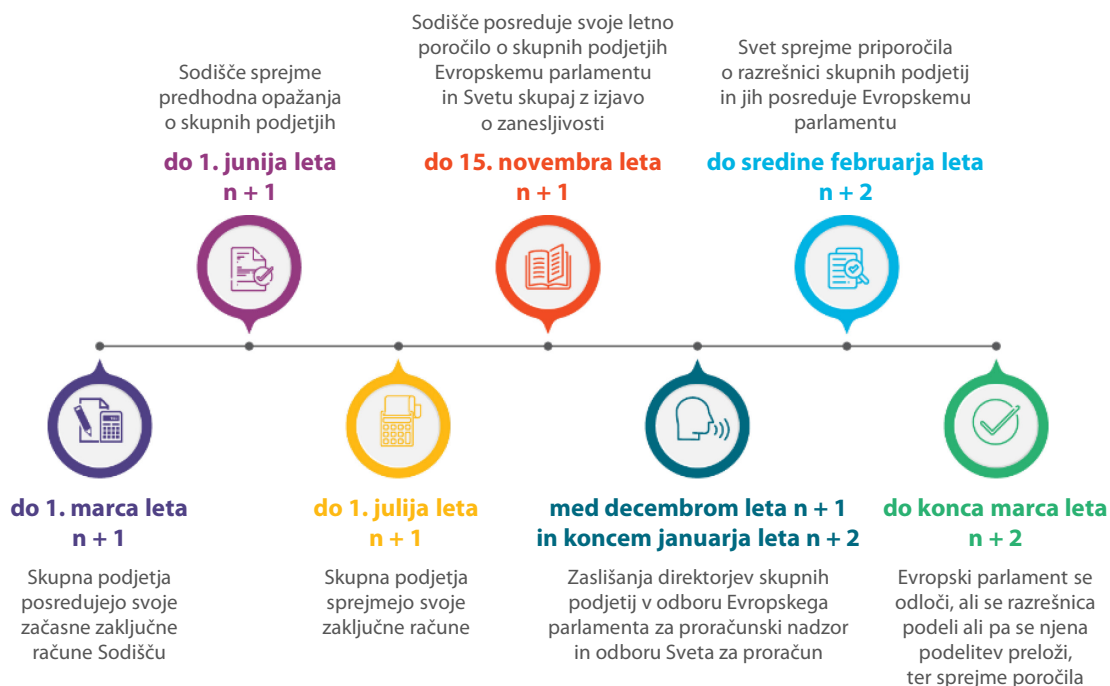 Sodišče sprejme
predhodna opažanja
o skupnih podjetjih
do 1. junija leta
n + 1
Sodišče posreduje svoje letno
poročilo o skupnih podjetjih
Evropskemu parlamentu
in Svetu skupaj z izjavo
o zanesljivosti
do 15. novembra leta
n + 1
Svet sprejme priporočila
o razrešnici skupnih podjetij
in jih posreduje Evropskemu
parlamentu
do sredine februarja leta
n + 2
do 1. marca leta
n + 1
Skupna podjetja
posredujejo svoje
začasne zaključne
račune Sodišču
do 1. julija leta
n + 1
Skupna podjetja
sprejmejo svoje
zaključne račune
med decembrom leta n + 1
in koncem januarja leta n + 2
Zaslišanja direktorjev skupnih
podjetij v odboru Evropskega
parlamenta za proračunski nadzor
in odboru Sveta za proračun
do konca marca leta
n + 2
Evropski parlament se
odloči, ali se razrešnica
podeli ali pa se njena
podelitev preloži,
ter sprejme poročila